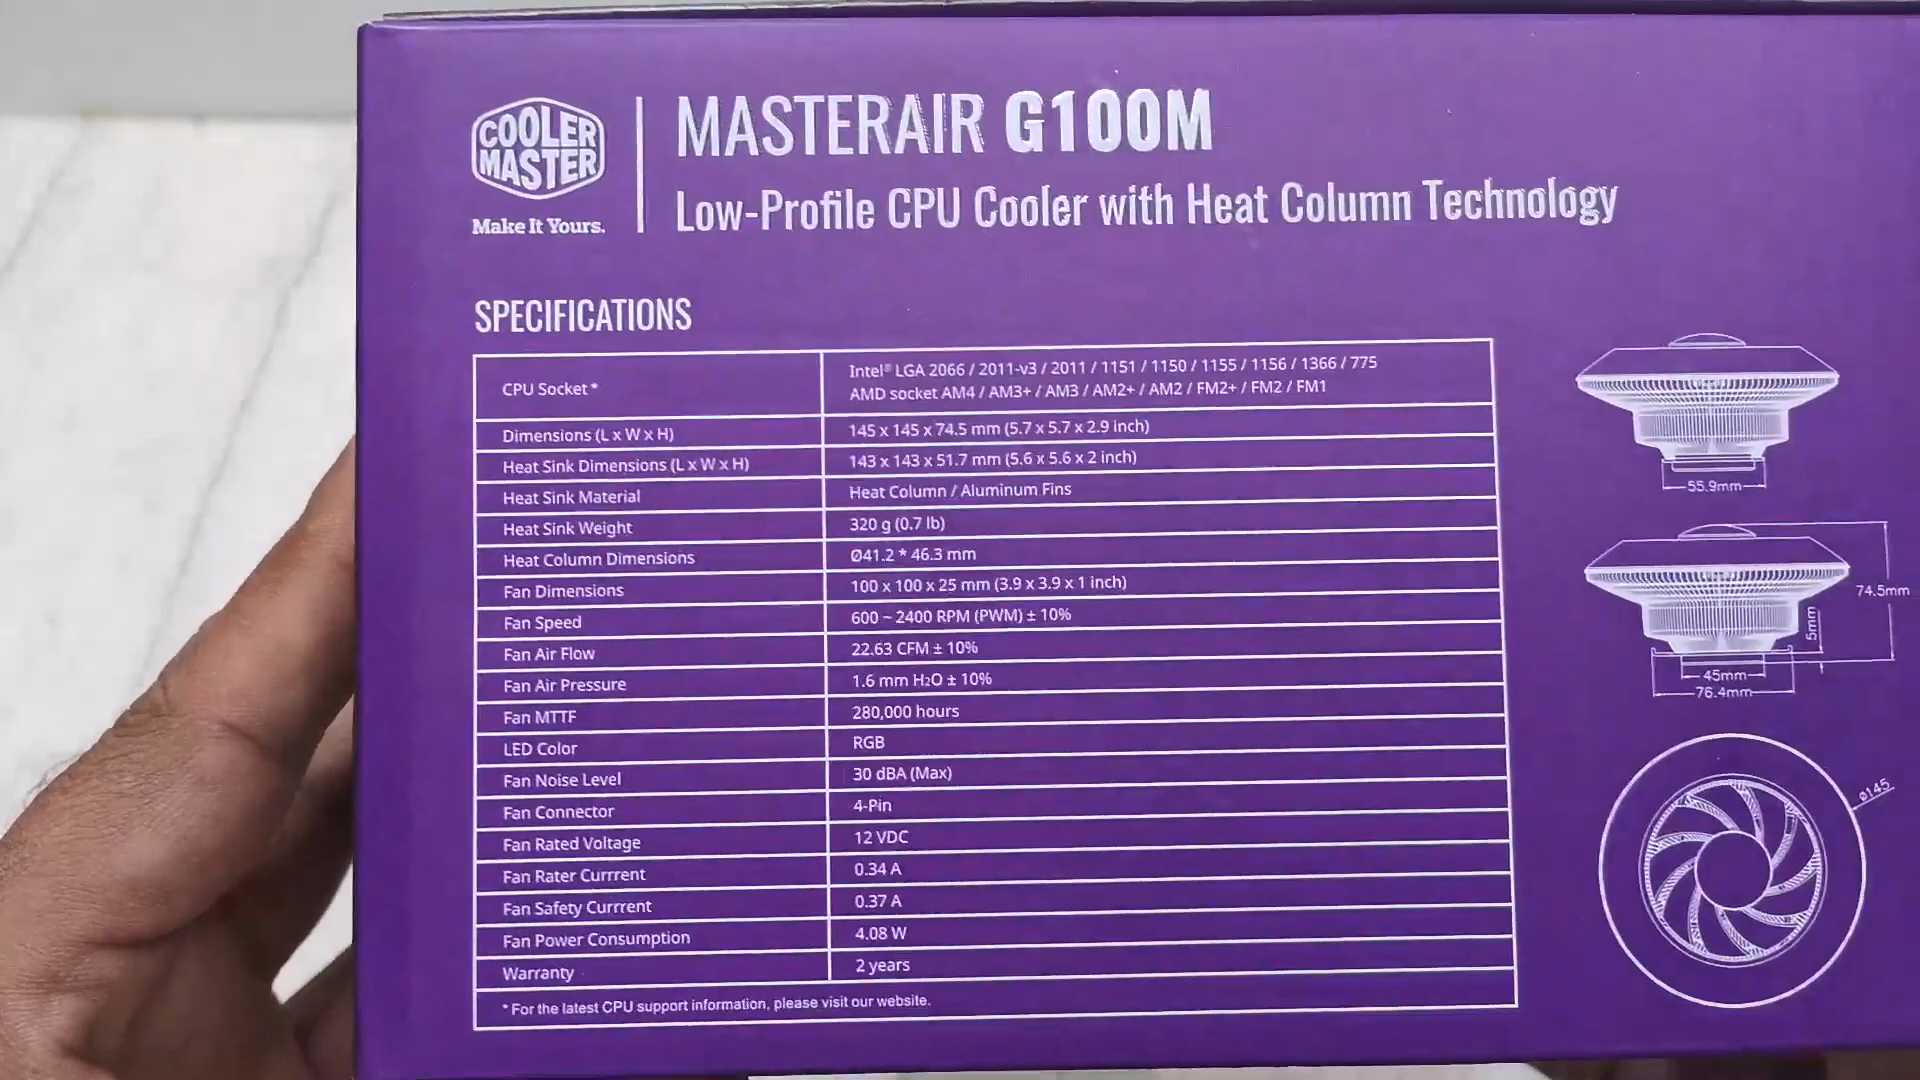 COOLER
MASTER
Make It Yours.
MASTERAIR G100M
Low-Profile CPU Cooler with Heat Column Technology
SPECIFICATIONS
CPU Socket *
Intel® LGA 2066 / 2011-v3 / 2011 / 1151 / 1150 / 1155 / 1156 / 1366 / 775
AMD socket AM4 / AM3+ / AM3 / AM2+ / AM2 / FM2+ / FM2 / FM1
Dimensions (L x W x H) 145 x 145 x 74.5 mm (5.7 x 5.7 x 2.9 inch)
Heat Sink Dimensions (L x W x H) 143 x 143 x 51.7 mm (5.6 x 5.6 x 2 inch)
Heat Sink Material Heat Column / Aluminum Fins
Heat Sink Weight 320 g (0.7 lb)
Heat Column Dimensions Ø41.2 * 46.3 mm
Fan Dimensions 100 x 100 x 25 mm (3.9 x 3.9 x 1 inch)
Fan Speed 600 ~ 2400 RPM (PWM) ± 10%
Fan Air Flow 22.63 CFM ± 10%
Fan Air Pressure 1.6 mm H₂O ± 10%
Fan MTTF 280,000 hours
LED Color RGB
Fan Noise Level 30 dBA (Max)
Fan Connector 4-Pin
Fan Rated Voltage 12 VDC
Fan Rater Currrent 0.34 A
Fan Safety Currrent 0.37 A
Fan Power Consumption 4.08 W
Warranty 2 years
* For the latest CPU support information, please visit our website.
55.9mm
74.5mm
5mm
45mm
76.4mm
ø145